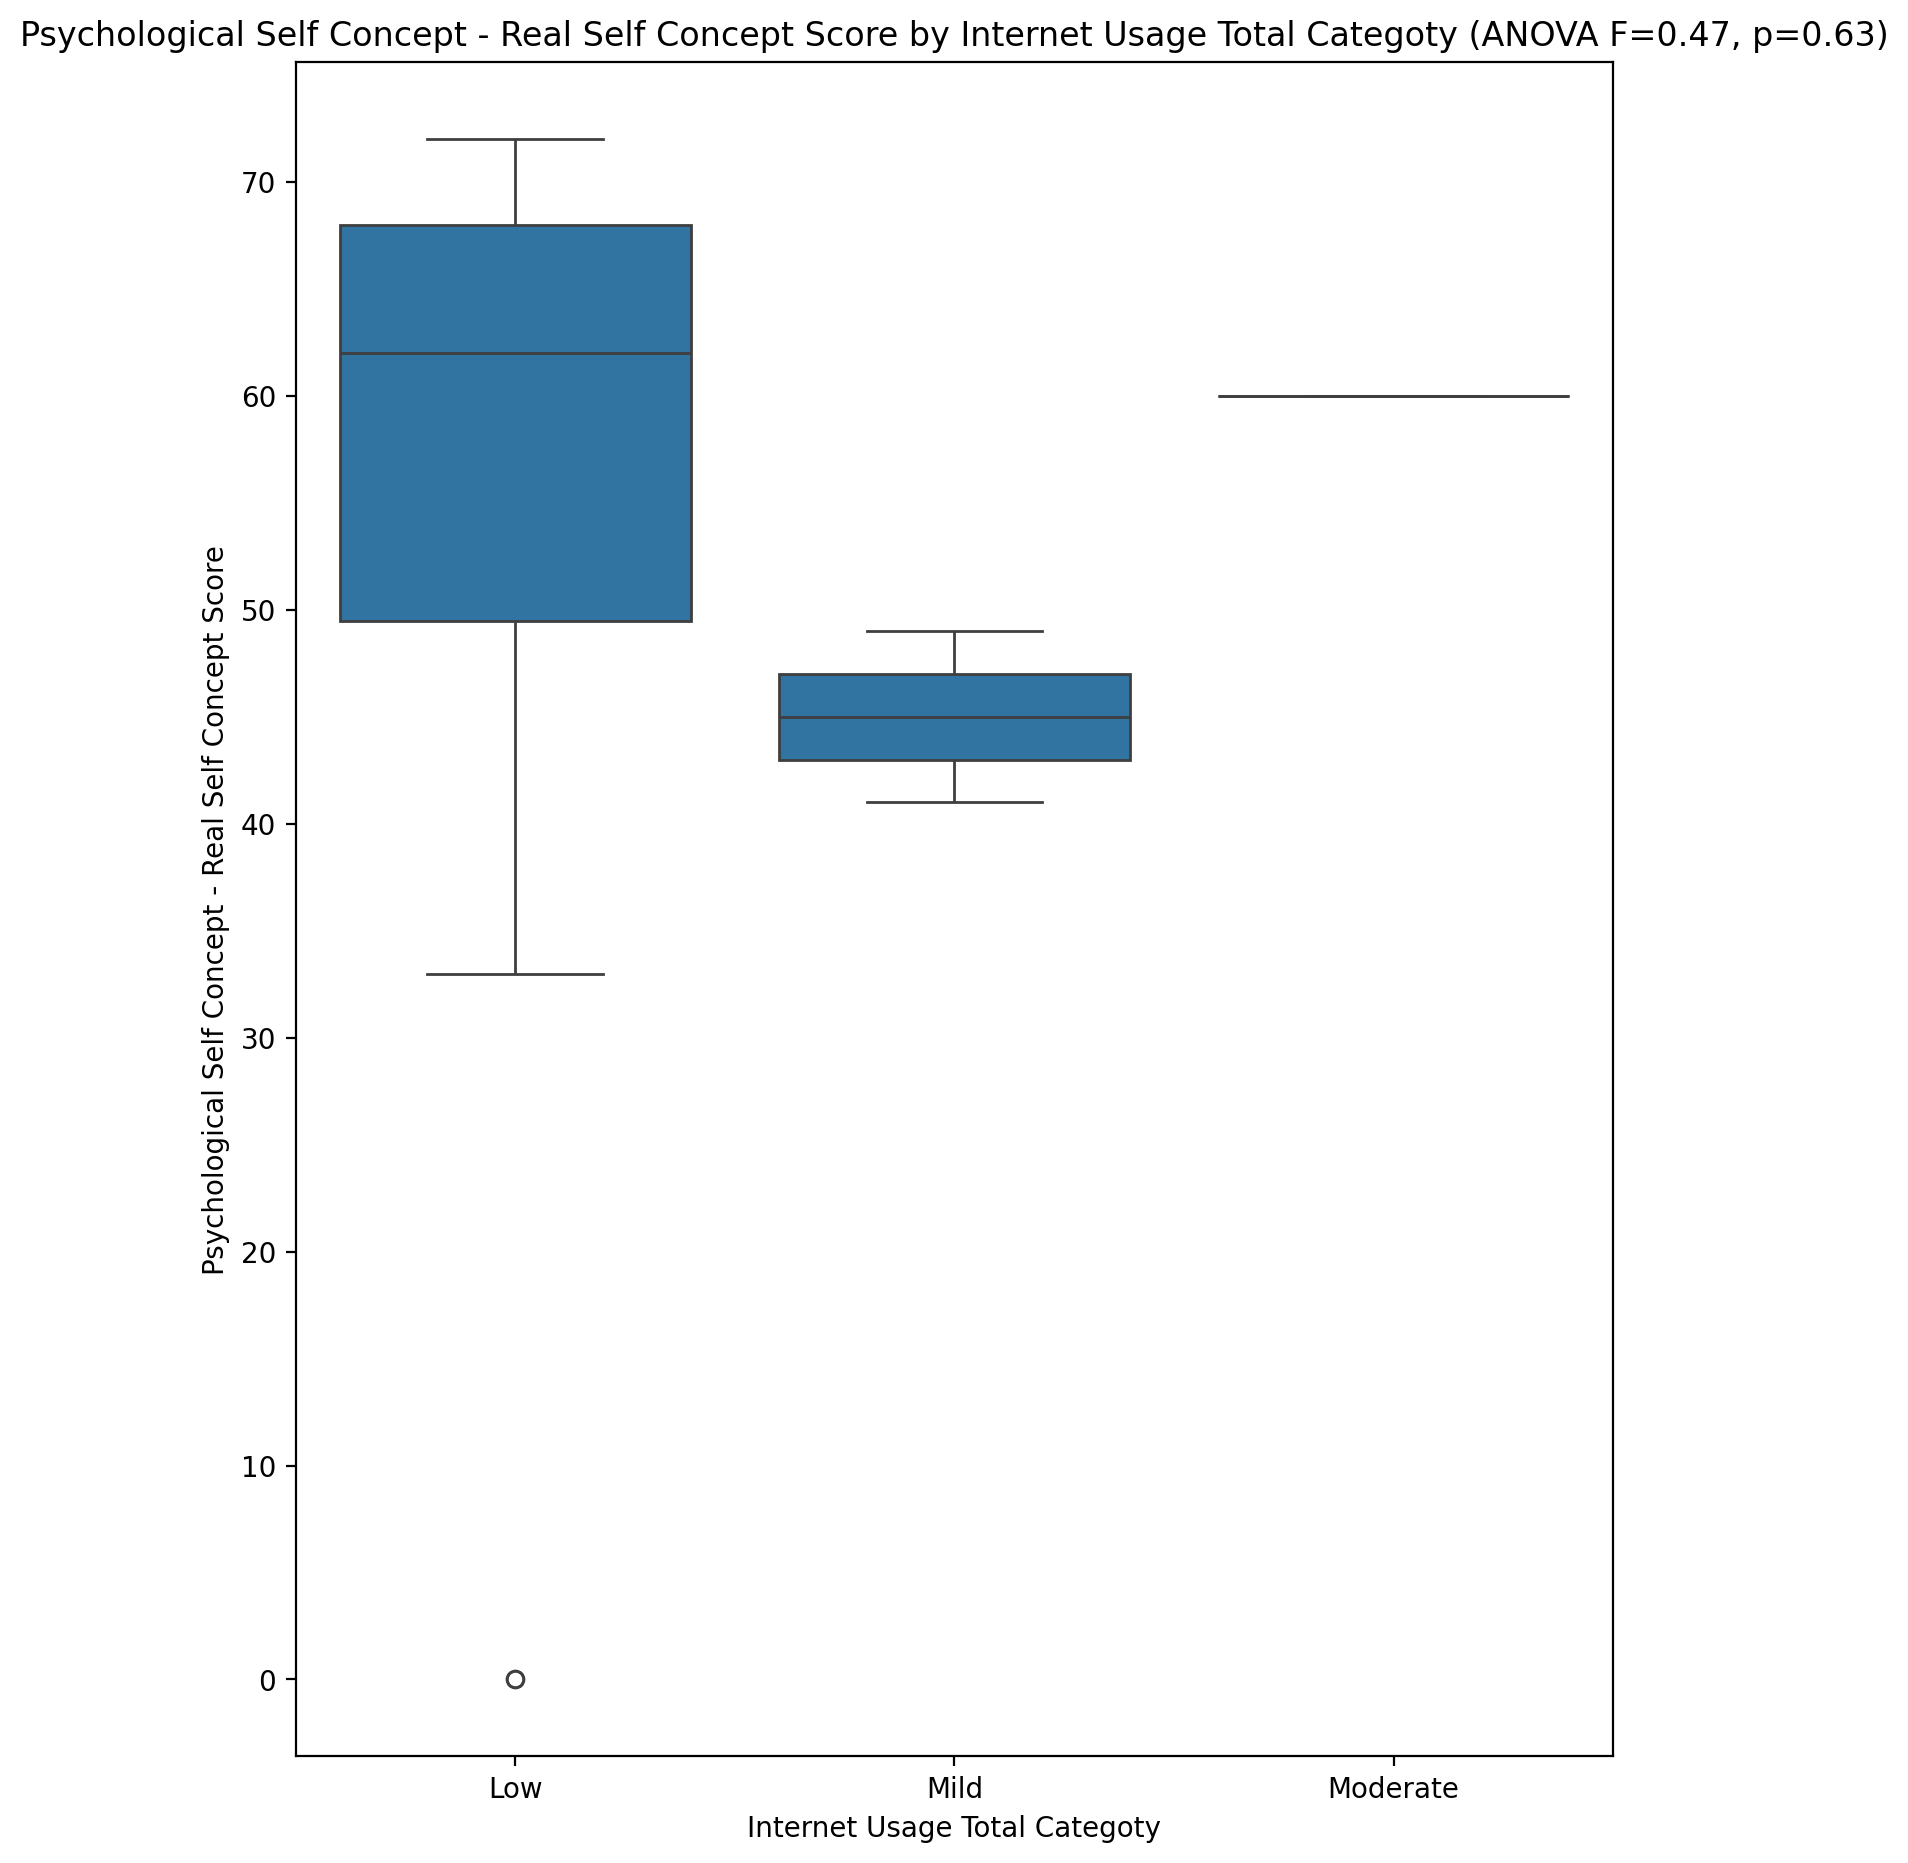 Psychological Self Concept - Real Self Concept Score by Internet Usage Total Categoty (ANOVA F=0.47, p=0.63)
Psychological Self Concept - Real Self Concept Score
70
60
50
40
30
20
10
0
Low Mild Moderate
Internet Usage Total Categoty